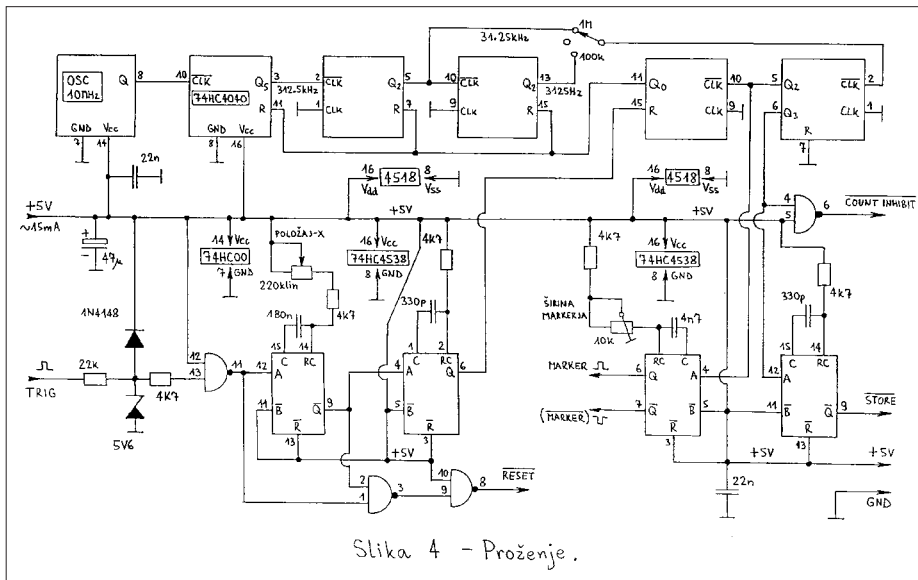 OSC
10MHz
Q 8
GND
Vcc
7
14
22n
10 CLK
74HC4040
Q5 3
R 11
GND
Vcc
8
16
312.5kHz
2 CLK
1 CLK
Q2 5
R 7
31.25kHz
10 CLK
9 CLK
Q2 13
R 15
3125Hz
1M
100k
11 Q0
15 R
CLK 10
CLK 9
5 Q2
6 Q3
CLK 2
CLK 1
R
7
16
Vdd
4518
8
Vss
16
Vdd
4518
8
Vss
4
5
6
COUNT INHIBIT
+5V
~15mA
+5V
+5V
47µ
14 Vcc
74HC00
7 GND
POLOŽAJ-X
220klin
4K7
180n
16 Vcc
74HC4538
8 GND
4K7
330p
4K7
ŠIRINA
MARKERJA
10k
4n7
16 Vcc
74HC4538
8 GND
4K7
330p
1N4148
22k
TRIG
4K7
5V6
12
13
11
15
14
C
RC
12 A
11 B
Q 9
R
13
1
2
C
RC
4 A
5 B
Q 6
R
3
+5V
2
1
3
10
9
8
RESET
MARKER
6 Q
(MARKER)
7 Q
RC
C
A 4
B 5
R
3
+5V
22n
15
14
C
RC
12 A
11 B
Q 9
R
13
STORE
+5V
GND
Slika 4 - Proženje.